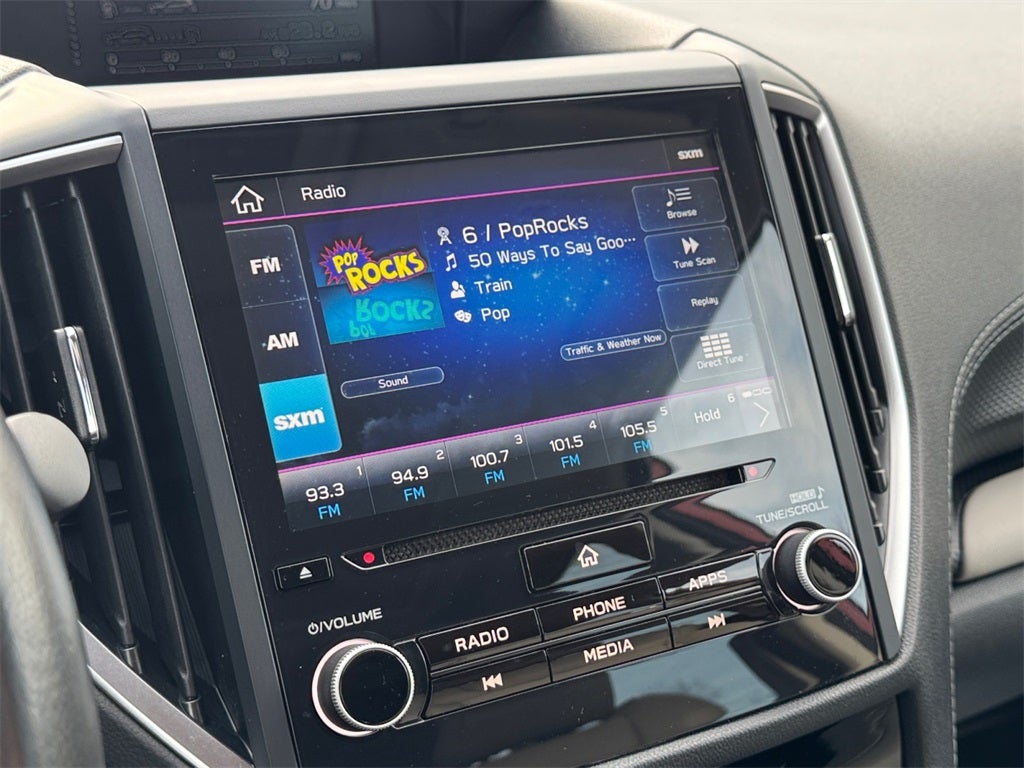 Radio
sxm
FM
AM
sxm
POP
ROCKS
6 / PopRocks
50 Ways To Say Goo...
Train
Pop
Browse
Tune Scan
Replay
Direct Tune
Traffic & Weather Now
Sound
1
93.3
FM
2
94.9
FM
3
100.7
FM
4
101.5
FM
5
105.5
FM
6
Hold
HOLD
TUNE/SCROLL
/VOLUME
RADIO
PHONE
APPS
MEDIA